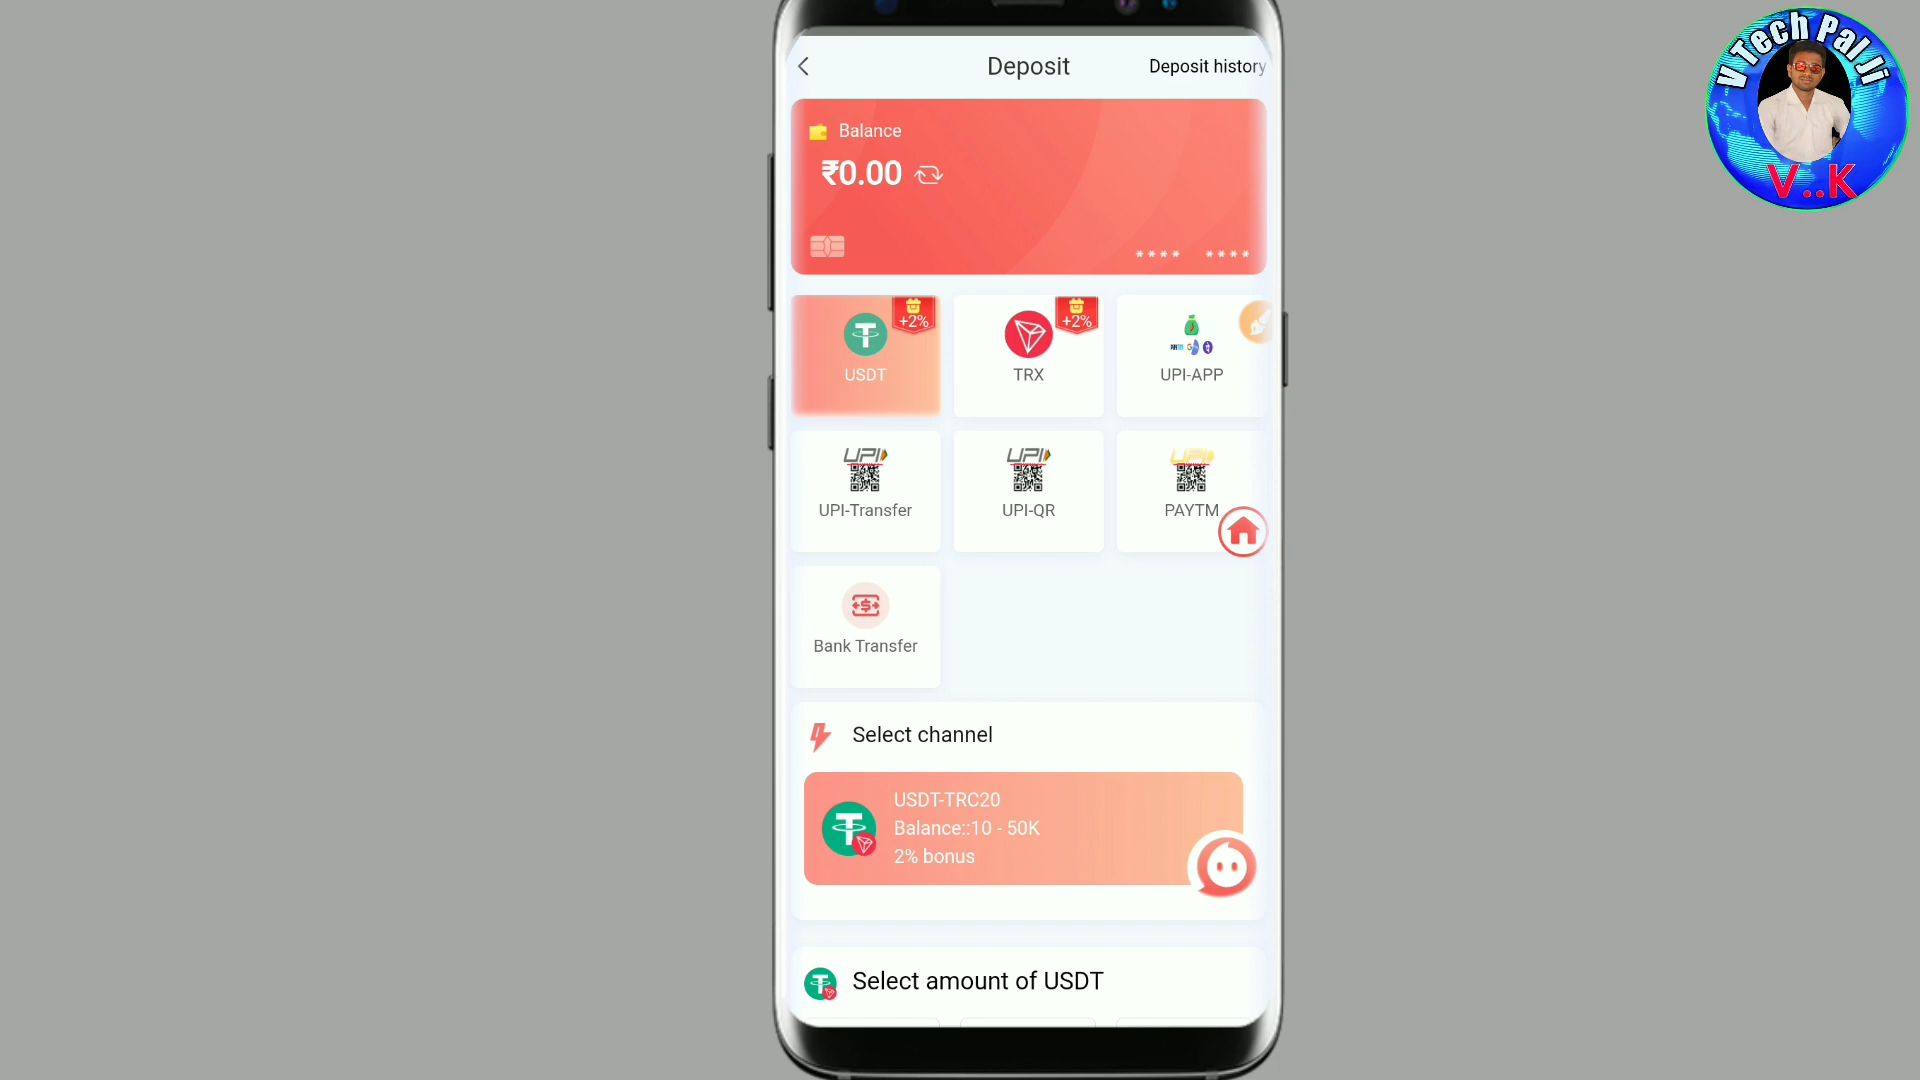 Deposit
Deposit history
Balance
₹0.00
**** ****
+2%
USDT
+2%
TRX
UPI-APP
UPI
UPI-Transfer
UPI
UPI-QR
UPI
PAYTM
Bank Transfer
Select channel
USDT-TRC20
Balance::10 - 50K
2% bonus
Select amount of USDT
V Tech Pal Ji
V..K